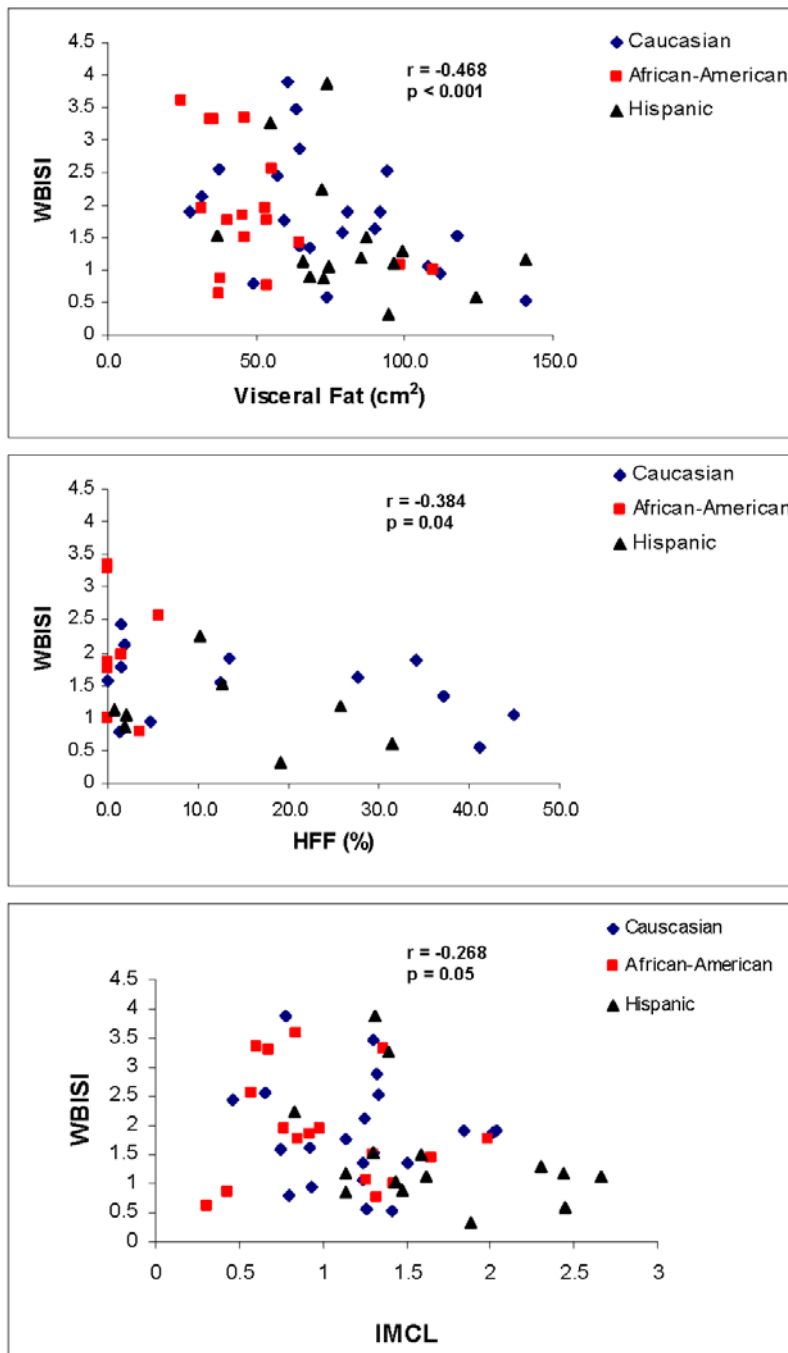 Caucasian
African-American
Hispanic
r = -0.468
p < 0.001
WBISI
4.5
4
3.5
3
2.5
2
1.5
1
0.5
0
0.0 50.0 100.0 150.0
Visceral Fat (cm²)
Caucasian
African-American
Hispanic
r = -0.384
p = 0.04
WBISI
4.5
4
3.5
3
2.5
2
1.5
1
0.5
0
0.0 10.0 20.0 30.0 40.0 50.0
HFF (%)
Causcasian
African-American
Hispanic
r = -0.268
p = 0.05
WBISI
4.5
4
3.5
3
2.5
2
1.5
1
0.5
0
0 0.5 1 1.5 2 2.5 3
IMCL